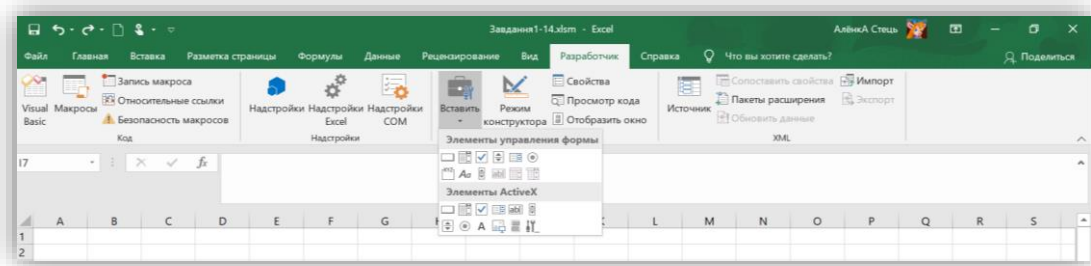 Завдання1-14.xlsm - Excel
АлёнкА Стець
Файл Главная Вставка Разметка страницы Формулы Данные Рецензирование Вид Разработчик Справка Что вы хотите сделать? Поделиться
Visual Basic
Макросы
Запись макроса
Относительные ссылки
Безопасность макросов
Код
Надстройки
Надстройки Excel
Надстройки COM
Надстройки
Вставить
Режим конструктора
Свойства
Просмотр кода
Отобразить окно
Источник
Сопоставить свойства
Пакеты расширения
Обновить данные
Импорт
Экспорт
XML
Элементы управления формы
Aa ab|
Элементы ActiveX
ab|
A
I7 fx
A B C D E F G L M N O P Q R S
1
2